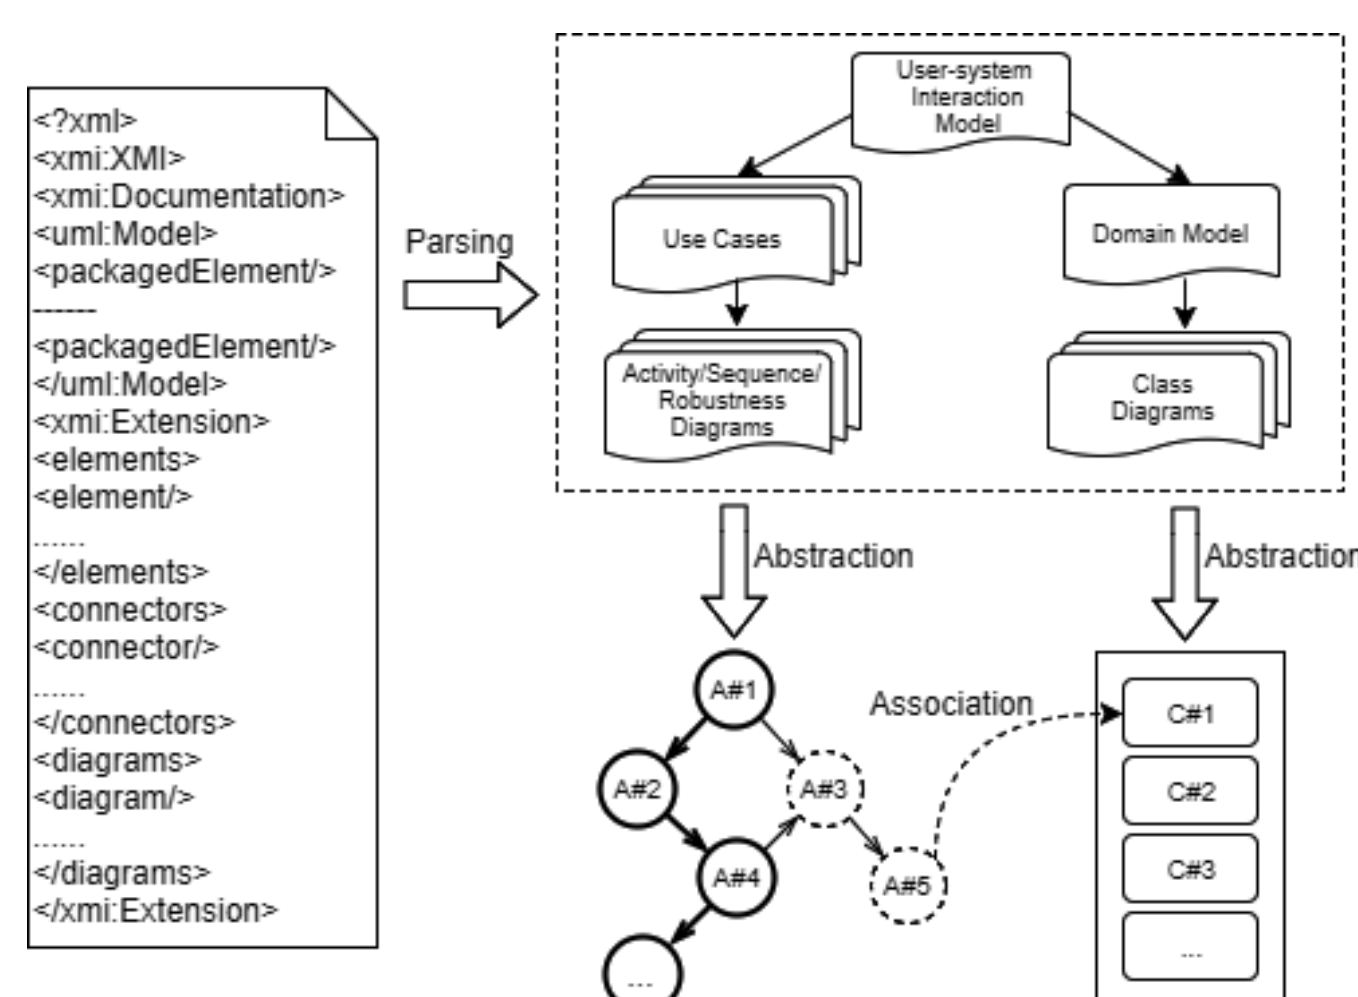 <?xml>
<xmi:XMI>
<xmi:Documentation>
<uml:Model>
<packagedElement/>
------
<packagedElement/>
</uml:Model>
<xmi:Extension>
<elements>
<element/>
......
</elements>
<connectors>
<connector/>
......
</connectors>
<diagrams>
<diagram/>
......
</diagrams>
</xmi:Extension>
Parsing
User-system
Interaction
Model
Use Cases
Domain Model
Activity/Sequence/
Robustness
Diagrams
Class
Diagrams
Abstraction
Abstraction
A#1
A#2
A#3
A#4
A#5
...
Association
C#1
C#2
C#3
...